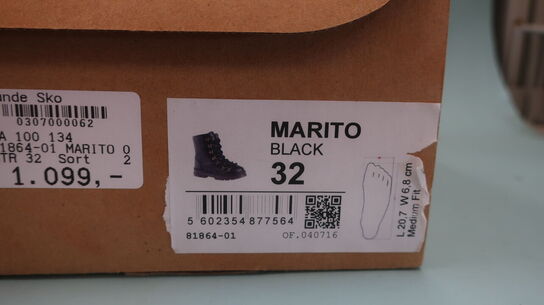 unde Sko
0307000062
A 100 134
1864-01 MARITO 0
TR 32 Sort 2
1.099,-
MARITO
BLACK
32
5 602354 877564
81864-01
OF.040716
L 20,7 W 6,8 cm
Medium Fit